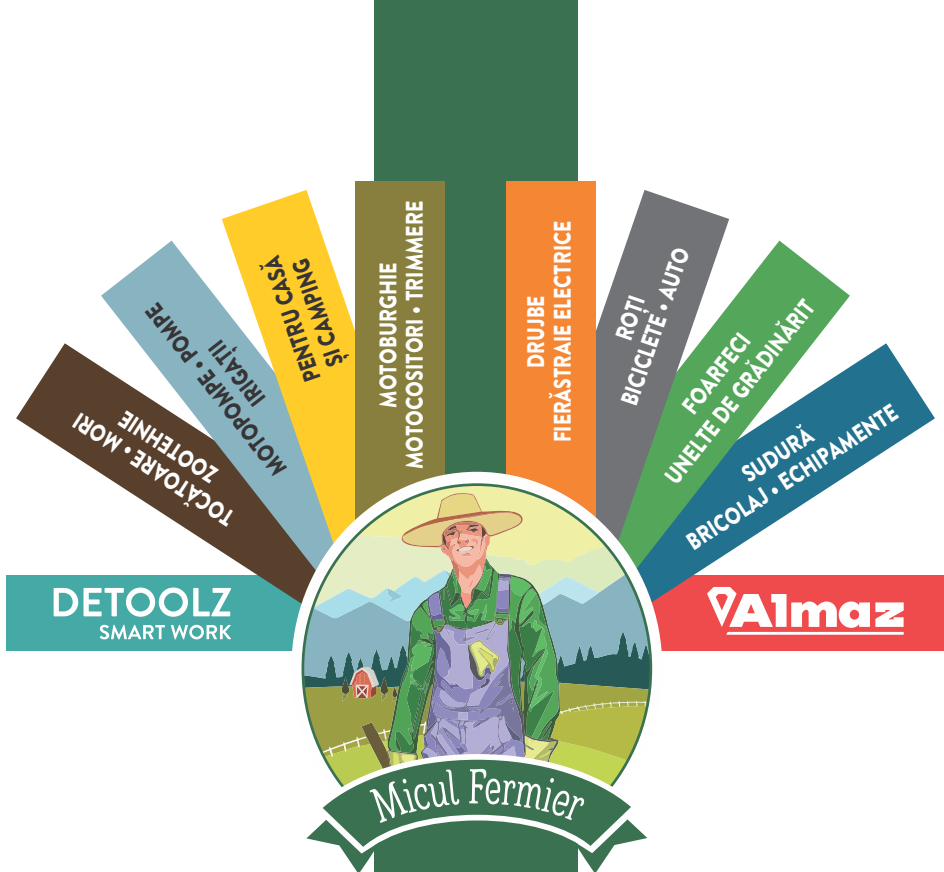 MOTOBURGHIE
MOTOCOSITORI • TRIMMERE
DRUJBE
FIERĂSTRAIE ELECTRICE
PENTRU CASĂ
ȘI CAMPING
ROȚI
BICICLETE • AUTO
MOTOPOMPE • POMPE
IRIGAȚII
FOARFECI
UNELTE DE GRĂDINĂRIT
TOCĂTOARE • MORI
ZOOTEHNIE
SUDURĂ
BRICOLAJ • ECHIPAMENTE
DETOOLZ
SMART WORK
Almaz
Micul Fermier